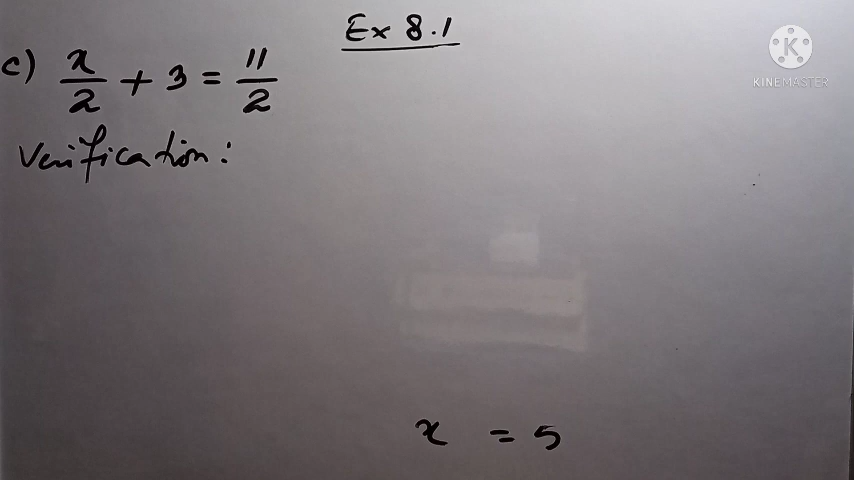 Ex 8.1
c) x/2 + 3 = 11/2
Verification:
x = 5
K
KINEMASTER